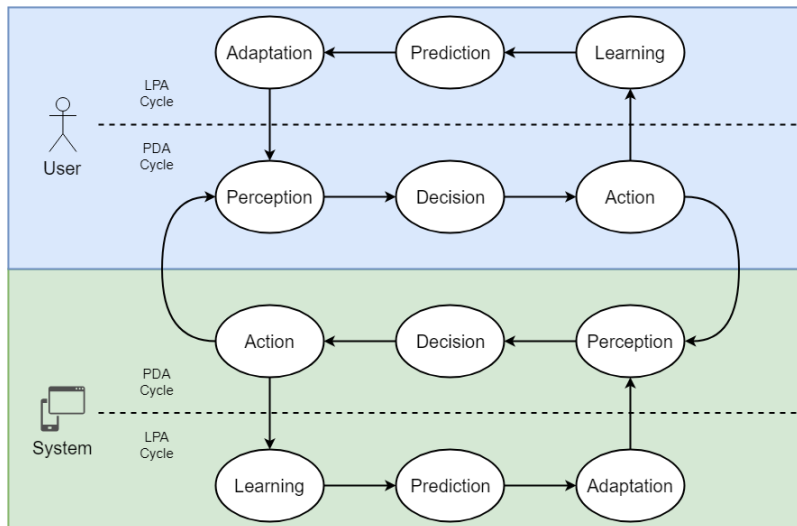 Adaptation
Prediction
Learning
LPA
Cycle
User
PDA
Cycle
Perception
Decision
Action
Action
Decision
Perception
PDA
Cycle
System
LPA
Cycle
Learning
Prediction
Adaptation